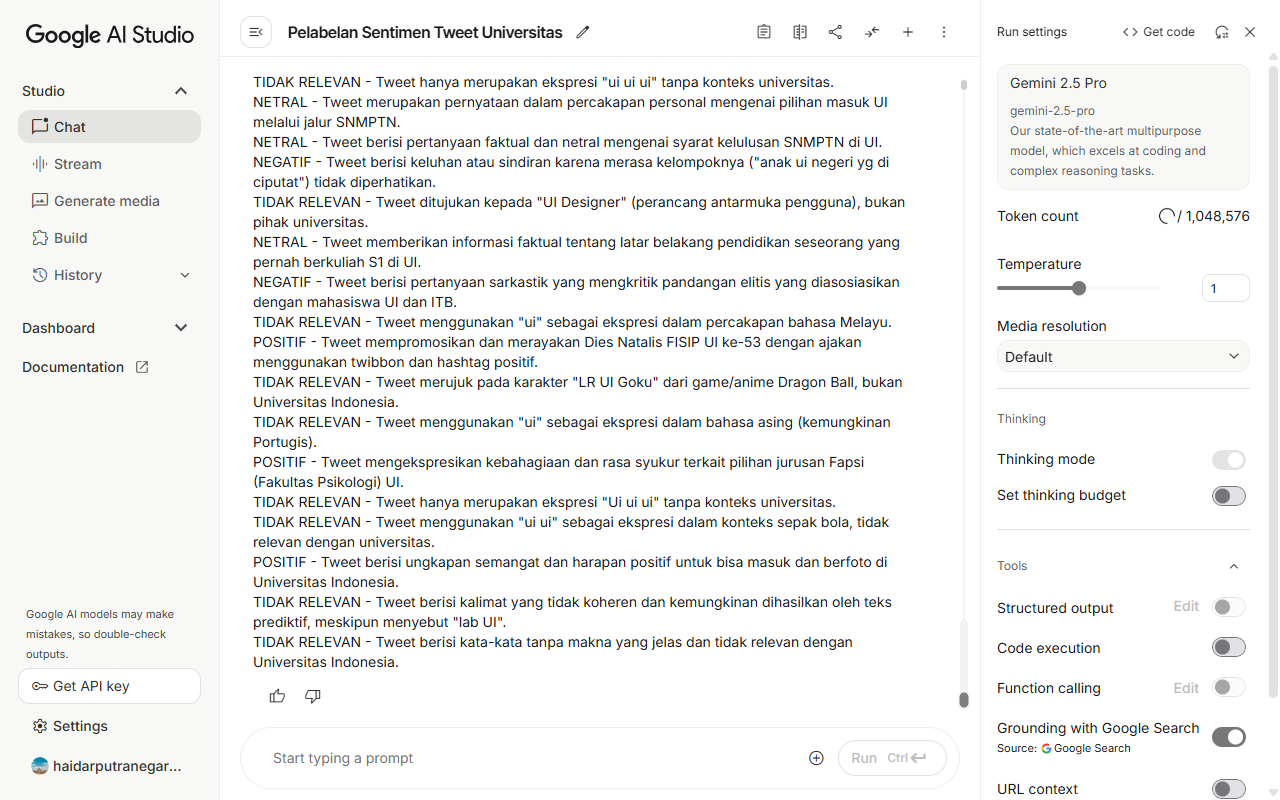 Google AI Studio
Studio
Chat
Stream
Generate media
Build
History
Dashboard
Documentation
Google AI models may make
mistakes, so double-check
outputs.
Get API key
Settings
haidarputranegar...
Pelabelan Sentimen Tweet Universitas
TIDAK RELEVAN - Tweet hanya merupakan ekspresi "ui ui ui" tanpa konteks universitas.
NETRAL - Tweet merupakan pernyataan dalam percakapan personal mengenai pilihan masuk UI
melalui jalur SNMPTN.
NETRAL - Tweet berisi pertanyaan faktual dan netral mengenai syarat kelulusan SNMPTN di UI.
NEGATIF - Tweet berisi keluhan atau sindiran karena merasa kelompoknya ("anak ui negeri yg di
ciputat") tidak diperhatikan.
TIDAK RELEVAN - Tweet ditujukan kepada "UI Designer" (perancang antarmuka pengguna), bukan
pihak universitas.
NETRAL - Tweet memberikan informasi faktual tentang latar belakang pendidikan seseorang yang
pernah berkuliah S1 di UI.
NEGATIF - Tweet berisi pertanyaan sarkastik yang mengkritik pandangan elitis yang diasosiasikan
dengan mahasiswa UI dan ITB.
TIDAK RELEVAN - Tweet menggunakan "ui" sebagai ekspresi dalam percakapan bahasa Melayu.
POSITIF - Tweet mempromosikan dan merayakan Dies Natalis FISIP UI ke-53 dengan ajakan
menggunakan twibbon dan hashtag positif.
TIDAK RELEVAN - Tweet merujuk pada karakter "LR UI Goku" dari game/anime Dragon Ball, bukan
Universitas Indonesia.
TIDAK RELEVAN - Tweet menggunakan "ui" sebagai ekspresi dalam bahasa asing (kemungkinan
Portugis).
POSITIF - Tweet mengekspresikan kebahagiaan dan rasa syukur terkait pilihan jurusan Fapsi
(Fakultas Psikologi) UI.
TIDAK RELEVAN - Tweet hanya merupakan ekspresi "Ui ui ui" tanpa konteks universitas.
TIDAK RELEVAN - Tweet menggunakan "ui ui" sebagai ekspresi dalam konteks sepak bola, tidak
relevan dengan universitas.
POSITIF - Tweet berisi ungkapan semangat dan harapan positif untuk bisa masuk dan berfoto di
Universitas Indonesia.
TIDAK RELEVAN - Tweet berisi kalimat yang tidak koheren dan kemungkinan dihasilkan oleh teks
prediktif, meskipun menyebut "lab UI".
TIDAK RELEVAN - Tweet berisi kata-kata tanpa makna yang jelas dan tidak relevan dengan
Universitas Indonesia.
Start typing a prompt
Run Ctrl
Run settings
Get code
Gemini 2.5 Pro
gemini-2.5-pro
Our state-of-the-art multipurpose
model, which excels at coding and
complex reasoning tasks.
Token count / 1,048,576
Temperature
1
Media resolution
Default
Thinking
Thinking mode
Set thinking budget
Tools
Structured output Edit
Code execution
Function calling Edit
Grounding with Google Search
Source: Google Search
URL context